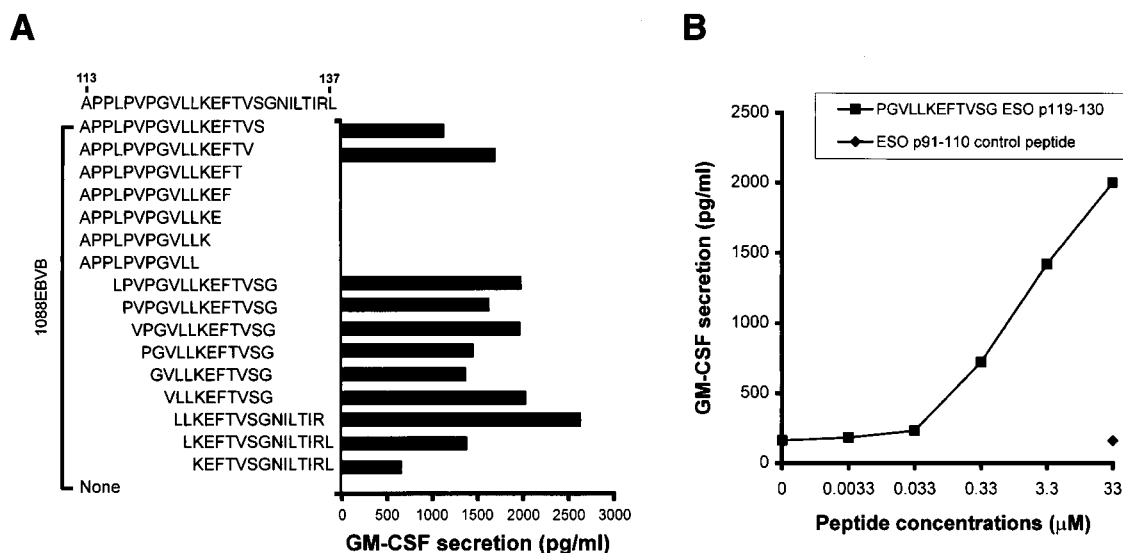 A
113 137
APPLPVPGVLLKEFTVSGNILTIRL
1088EBVB
APPLPVPGVLLKEFTVS
APPLPVPGVLLKEFTV
APPLPVPGVLLKEFT
APPLPVPGVLLKEF
APPLPVPGVLLKE
APPLPVPGVLLK
APPLPVPGVLL
LPVPGVLLKEFTVSG
PVPGVLLKEFTVSG
VPGVLLKEFTVSG
PGVLLKEFTVSG
GVLLKEFTVSG
VLLKEFTVSG
LLKEFTVSGNILTIR
LKEFTVSGNILTIRL
KEFTVSGNILTIRL
None
0 500 1000 1500 2000 2500 3000
GM-CSF secretion (pg/ml)
B
PGVLLKEFTVSG ESO p119-130
ESO p91-110 control peptide
GM-CSF secretion (pg/ml)
2500
2000
1500
1000
500
0
0 0.0033 0.033 0.33 3.3 33
Peptide concentrations (μM)